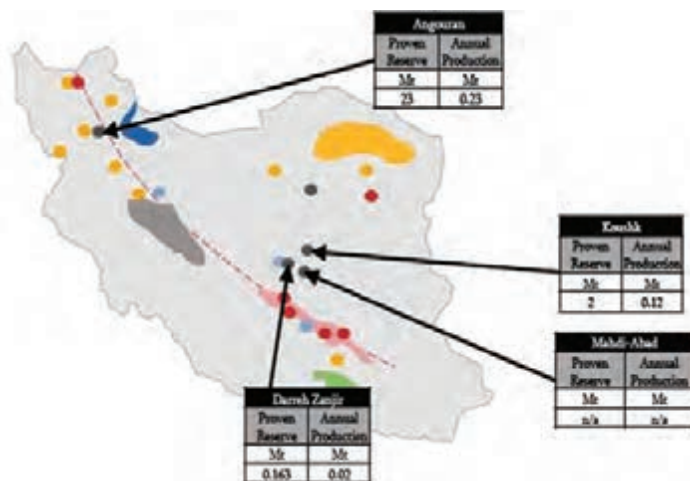 Angouran
Proven Annual
Reserve Production
Mt Mt
23 0.23
Koushk
Proven Annual
Reserve Production
Mt Mt
2 0.12
Mahdi-Abad
Proven Annual
Reserve Production
Mt Mt
n/a n/a
Darreh Zanjir
Proven Annual
Reserve Production
Mt Mt
0.163 0.02